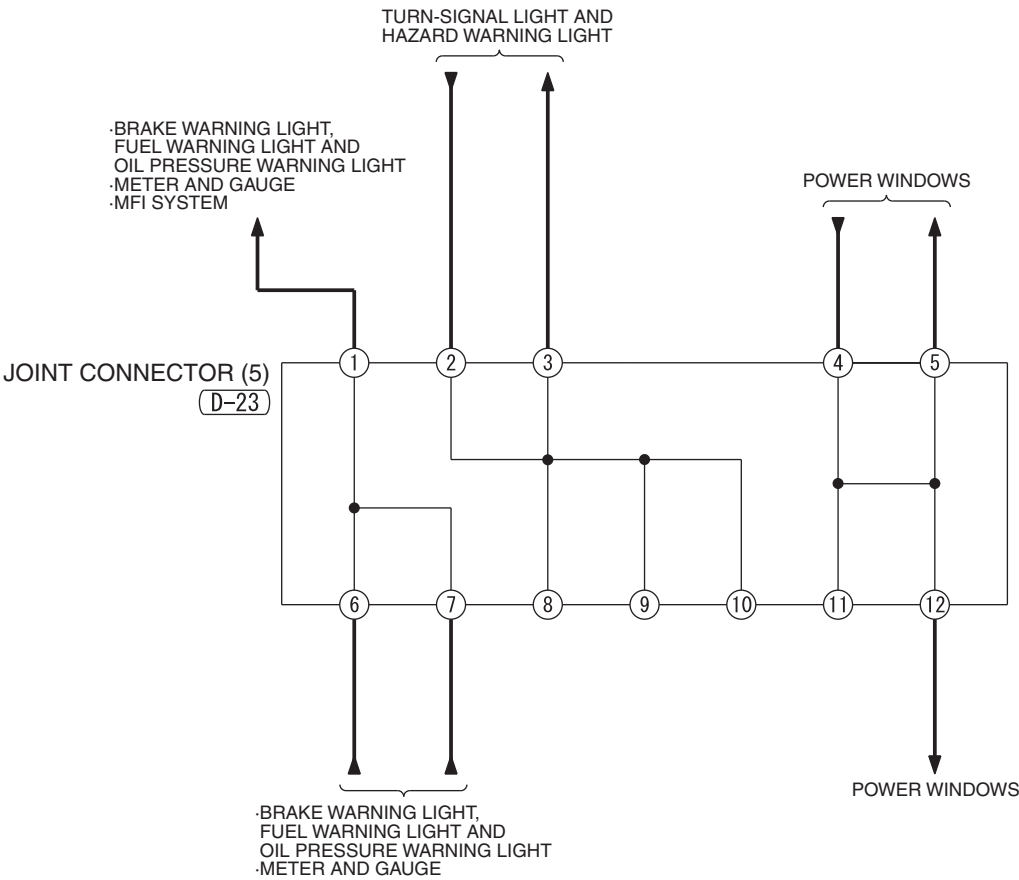 TURN-SIGNAL LIGHT AND
HAZARD WARNING LIGHT
·BRAKE WARNING LIGHT,
FUEL WARNING LIGHT AND
OIL PRESSURE WARNING LIGHT
·METER AND GAUGE
·MFI SYSTEM
POWER WINDOWS
JOINT CONNECTOR (5)
D-23
1 2 3 4 5
6 7 8 9 10 11 12
POWER WINDOWS
·BRAKE WARNING LIGHT,
FUEL WARNING LIGHT AND
OIL PRESSURE WARNING LIGHT
·METER AND GAUGE